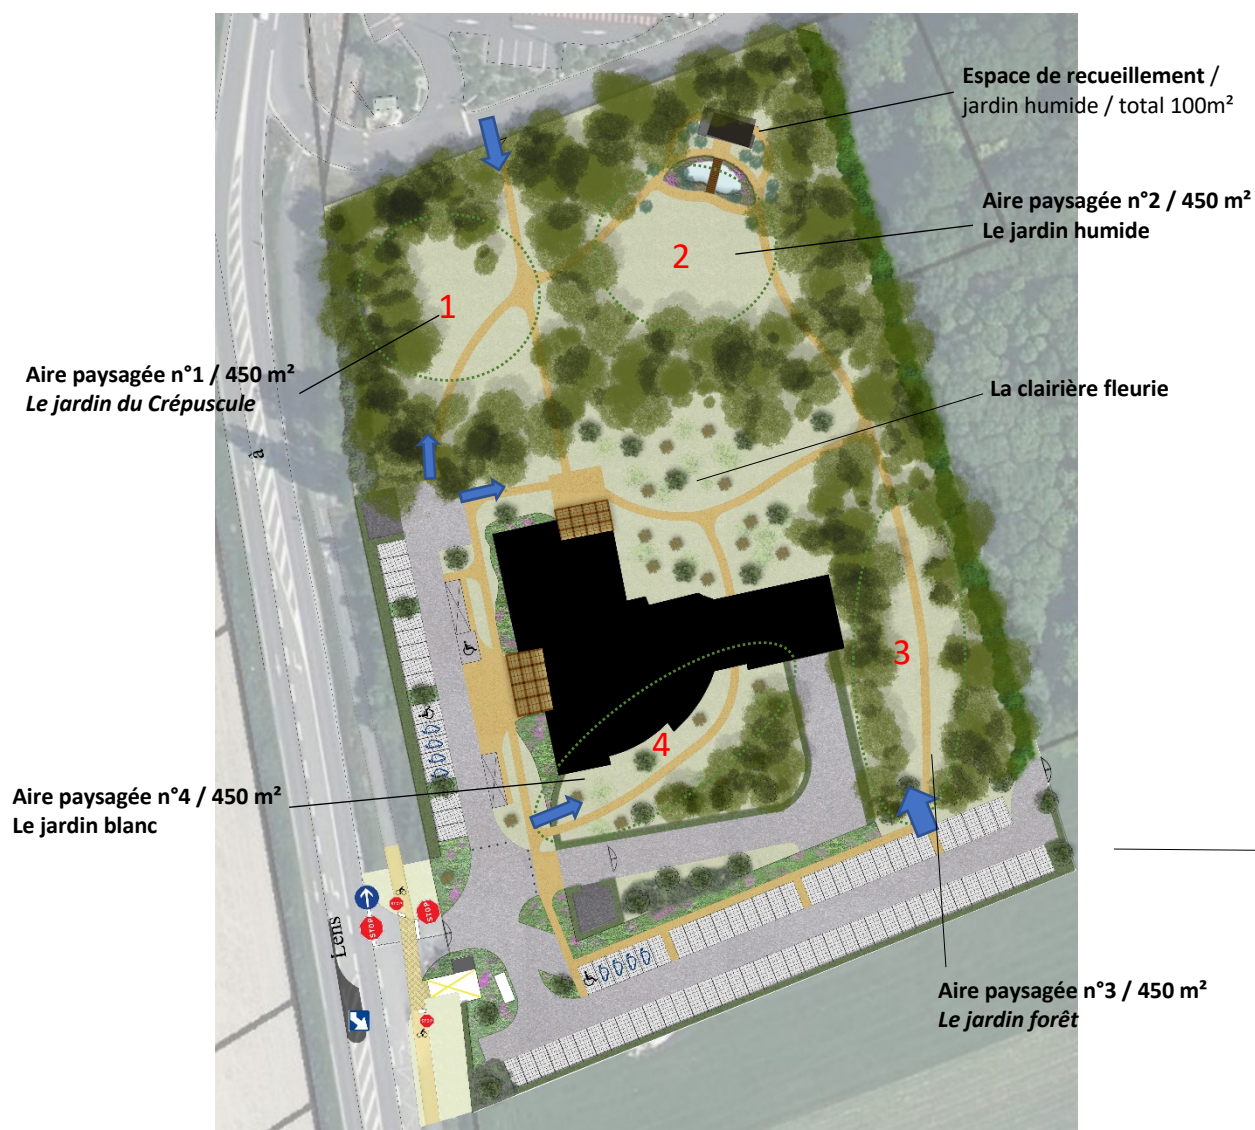 Espace de recueillement /
jardin humide / total 100m²
Aire paysagée n°2 / 450 m²
Le jardin humide
2
1
Aire paysagée n°1 / 450 m²
Le jardin du Crépuscule
La clairière fleurie
à
3
4
Aire paysagée n°4 / 450 m²
Le jardin blanc
STOP
STOP
STOP
Lens
STOP
Aire paysagée n°3 / 450 m²
Le jardin forêt